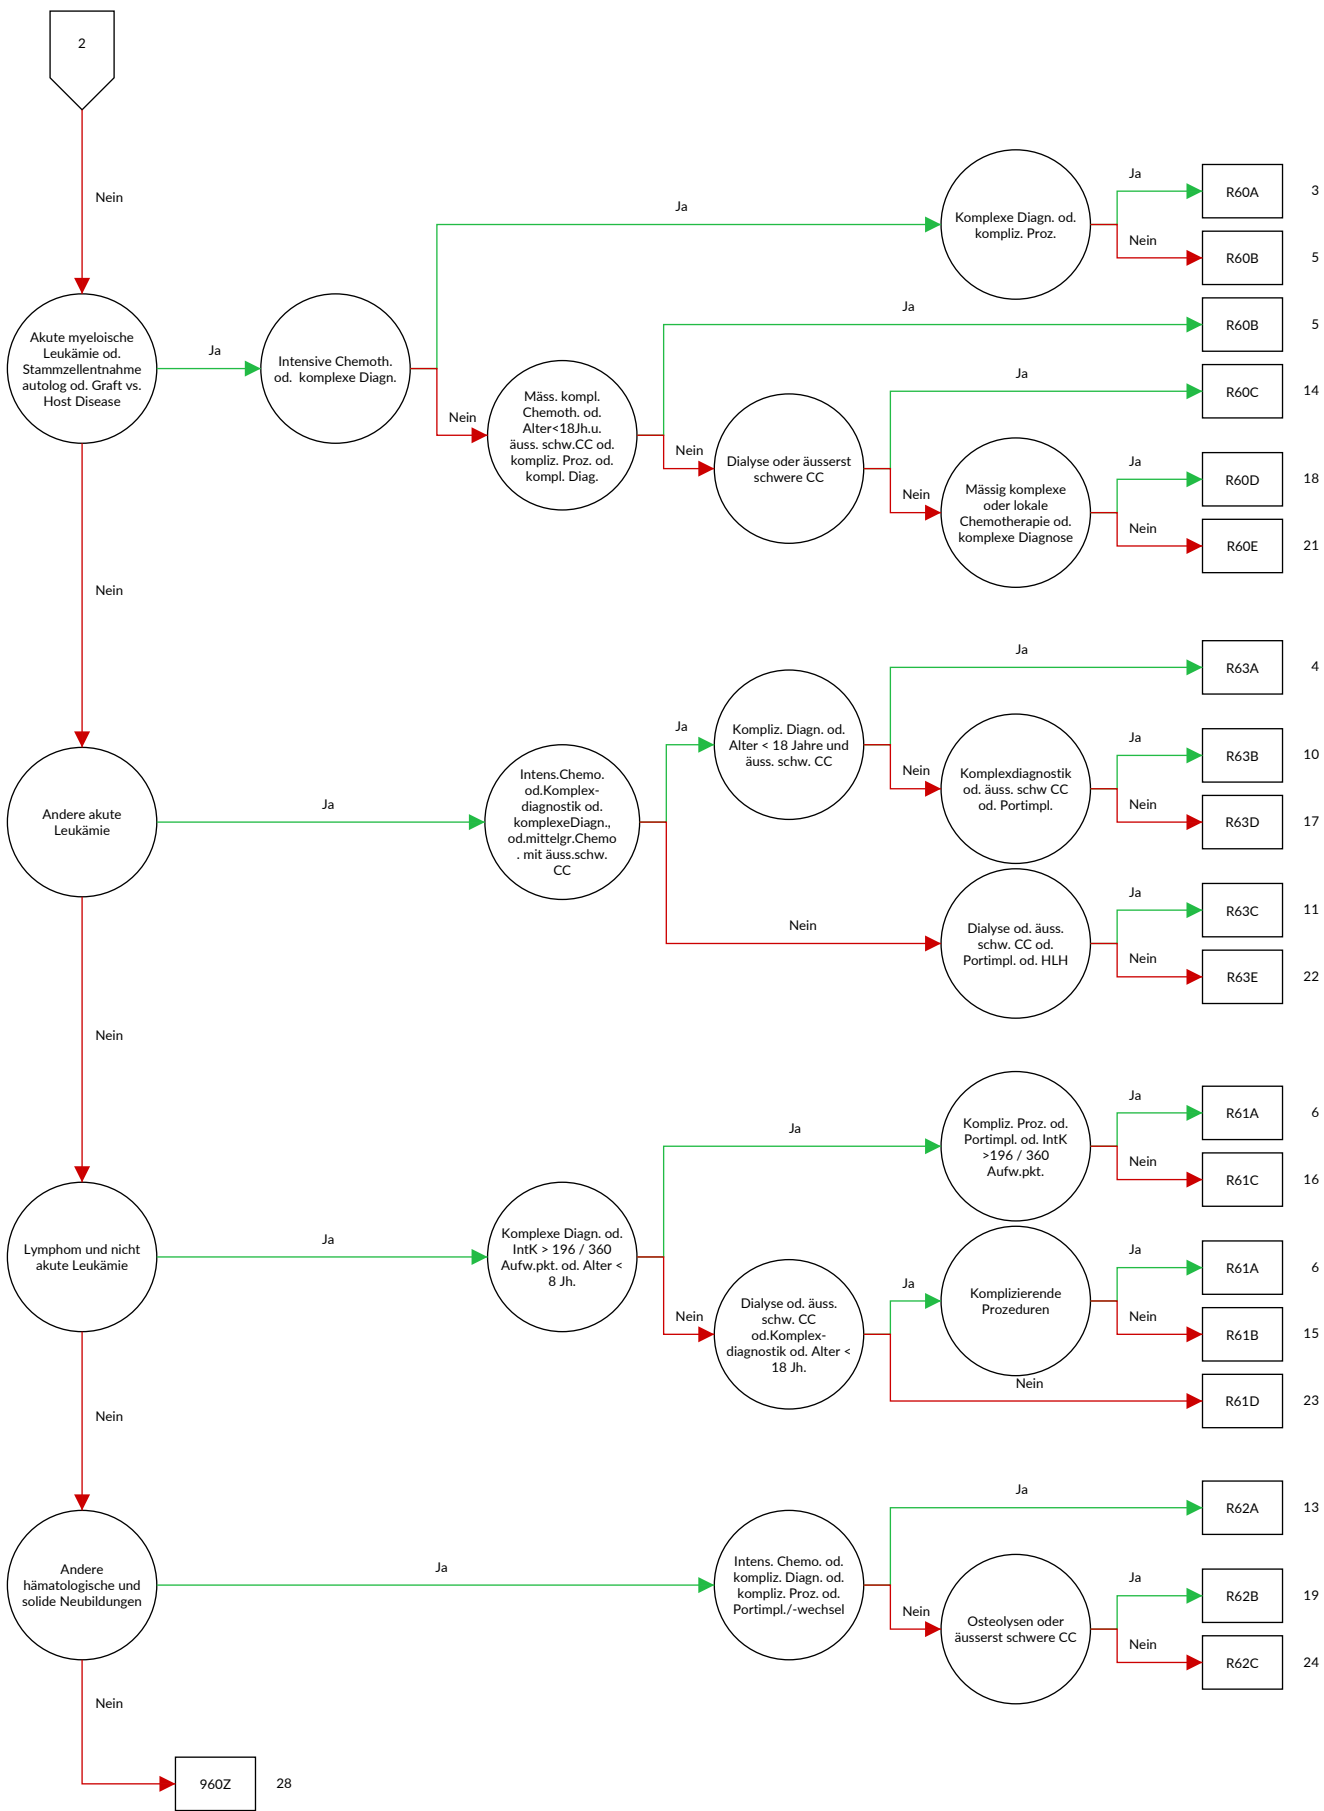 2
Nein
Akute myeloische
Leukämie od.
Stammzellentnahme
autolog od. Graft vs.
Host Disease
Ja
Intensive Chemoth.
od. komplexe Diagn.
Ja
Komplexe Diagn. od.
kompliz. Proz.
Ja
R60A
3
Nein
R60B
5
Nein
Mäss. kompl.
Chemoth. od.
Alter<18Jh.u.
äuss. schw.CC od.
kompliz. Proz. od.
kompl. Diag.
Ja
R60B
5
Nein
Dialyse oder äusserst
schwere CC
Ja
R60C
14
Nein
Mässig komplexe
oder lokale
Chemotherapie od.
komplexe Diagnose
Ja
R60D
18
Nein
R60E
21
Nein
Andere akute
Leukämie
Ja
Intens.Chemo.
od.Komplex-
diagnostik od.
komplexeDiagn.,
od.mittelgr.Chemo
. mit äuss.schw.
CC
Ja
Kompliz. Diagn. od.
Alter < 18 Jahre und
äuss. schw. CC
Ja
R63A
4
Nein
Komplexdiagnostik
od. äuss. schw CC
od. Portimpl.
Ja
R63B
10
Nein
R63D
17
Nein
Dialyse od. äuss.
schw. CC od.
Portimpl. od. HLH
Ja
R63C
11
Nein
R63E
22
Nein
Lymphom und nicht
akute Leukämie
Ja
Komplexe Diagn. od.
IntK > 196 / 360
Aufw.pkt. od. Alter <
8 Jh.
Ja
Kompliz. Proz. od.
Portimpl. od. IntK
>196 / 360
Aufw.pkt.
Ja
R61A
6
Nein
R61C
16
Nein
Dialyse od. äuss.
schw. CC
od.Komplex-
diagnostik od. Alter <
18 Jh.
Ja
Komplizierende
Prozeduren
Ja
R61A
6
Nein
R61B
15
Nein
R61D
23
Nein
Andere
hämatologische und
solide Neubildungen
Ja
Intens. Chemo. od.
kompliz. Diagn. od.
kompliz. Proz. od.
Portimpl./-wechsel
Ja
R62A
13
Nein
Osteolysen oder
äusserst schwere CC
Ja
R62B
19
Nein
R62C
24
Nein
960Z
28